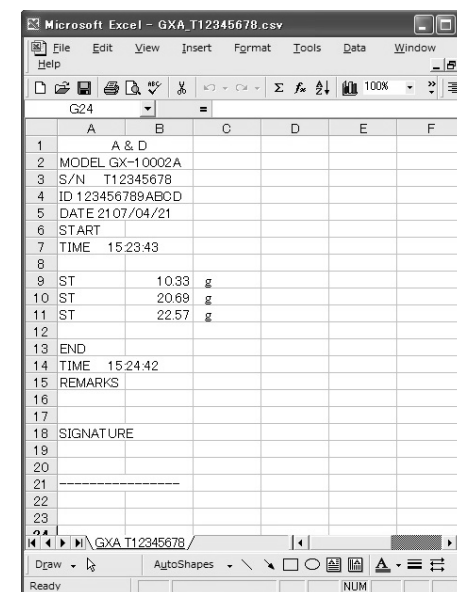 Microsoft Excel - GXA_T12345678.csv
File Edit View Insert Format Tools Data Window
Help
ABC Σ fx 100%
G24 =
A B C D E F
1 A & D
2 MODEL GX-10002A
3 S/N T12345678
4 ID 123456789ABCD
5 DATE 2107/04/21
6 START
7 TIME 15:23:43
8
9 ST 10.33 g
10 ST 20.69 g
11 ST 22.57 g
12
13 END
14 TIME 15:24:42
15 REMARKS
16
17
18 SIGNATURE
19
20
21 -----------------
22
23
24
GXA T12345678
Draw AutoShapes A
Ready NUM